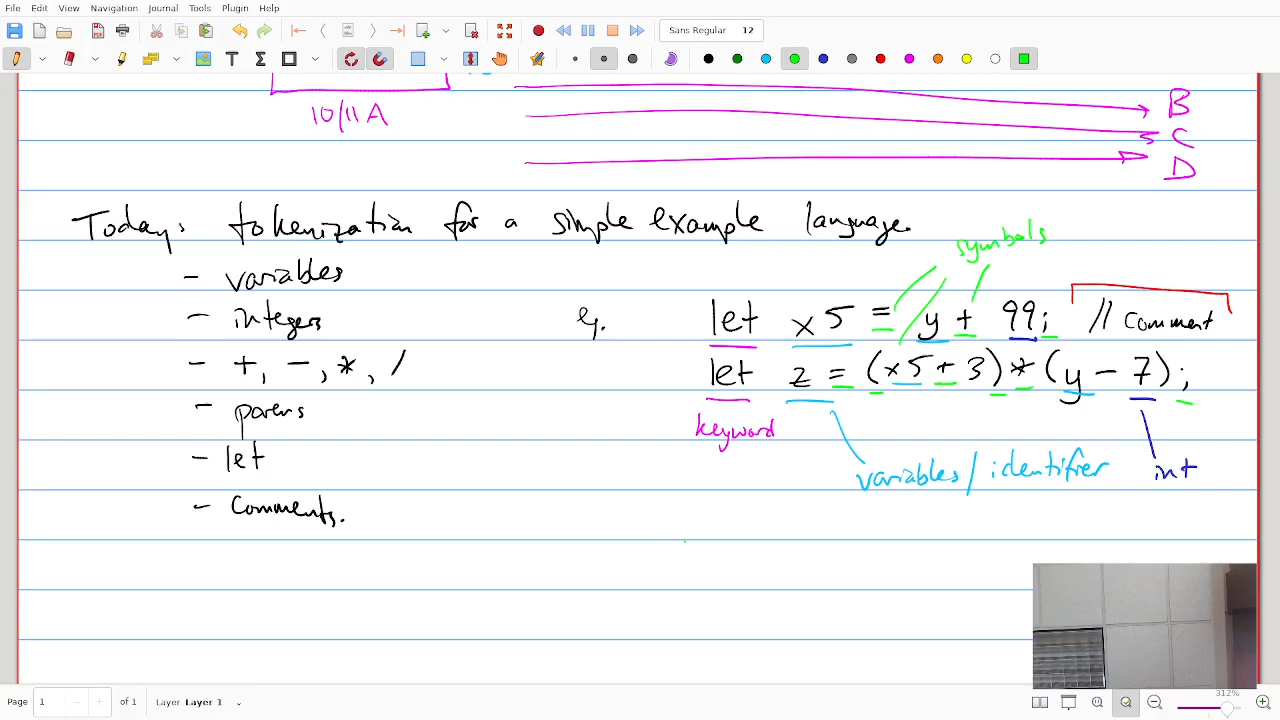 File Edit View Navigation Journal Tools Plugin Help
Sans Regular 12
10/11 A
B
C
D
Today: tokenization for a simple example language.
- variables
- integers
- +, -, *, /
- parens
- let
- comments.
symbols
eg. let x5 = y + 99; // comment
let z = (x5 + 3) * (y - 7);
keyword
variables/identifier
int
Page 1 of 1 Layer Layer 1
312%